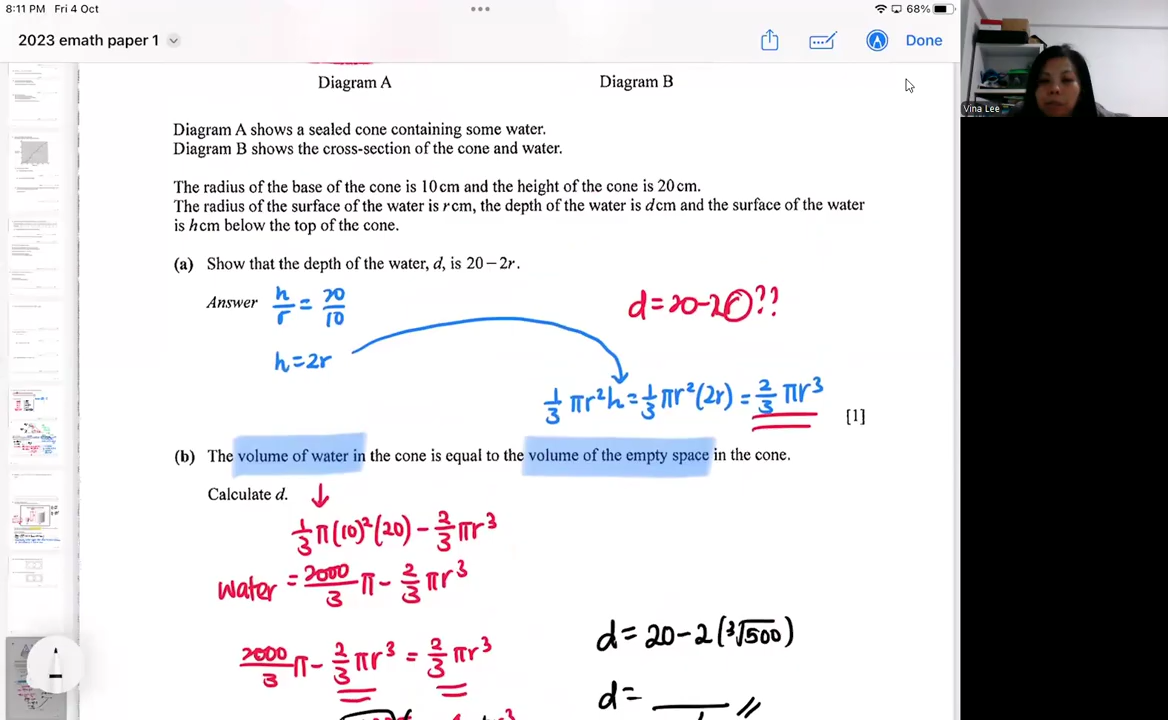 8:11 PM Fri 4 Oct
68%
2023 emath paper 1
Done
Vina Lee
Diagram A
Diagram B
Diagram A shows a sealed cone containing some water.
Diagram B shows the cross-section of the cone and water.
The radius of the base of the cone is 10 cm and the height of the cone is 20 cm.
The radius of the surface of the water is r cm, the depth of the water is d cm and the surface of the water
is h cm below the top of the cone.
(a) Show that the depth of the water, d, is 20 − 2r.
Answer h/r = 20/10
d = 20-2r??
h = 2r
1/3 πr²h = 1/3 πr²(2r) = 2/3 πr³
[1]
(b) The volume of water in the cone is equal to the volume of the empty space in the cone.
Calculate d. ↓
1/3 π(10)²(20) − 2/3 πr³
water = 2000/3 π − 2/3 πr³
d = 20 − 2(³√500)
2000/3 π − 2/3 πr³ = 2/3 πr³
d =